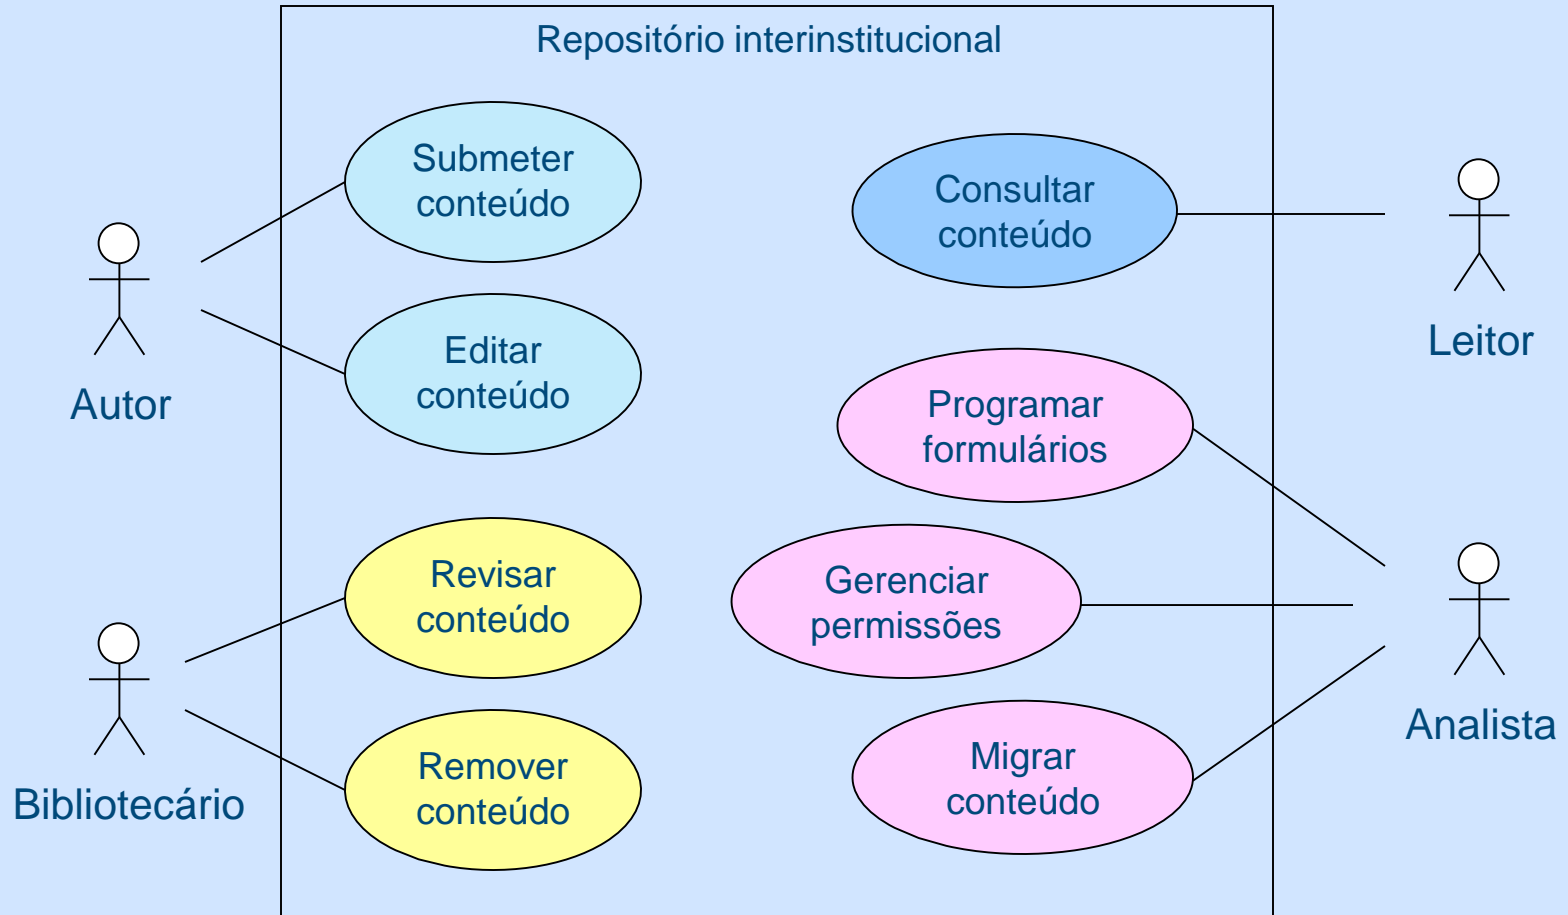 Repositório interinstitucional
Submeter
conteúdo
Consultar
conteúdo
Editar
conteúdo
Leitor
Autor
Programar
formulários
Revisar
conteúdo
Gerenciar
permissões
Analista
Remover
conteúdo
Migrar
conteúdo
Bibliotecário